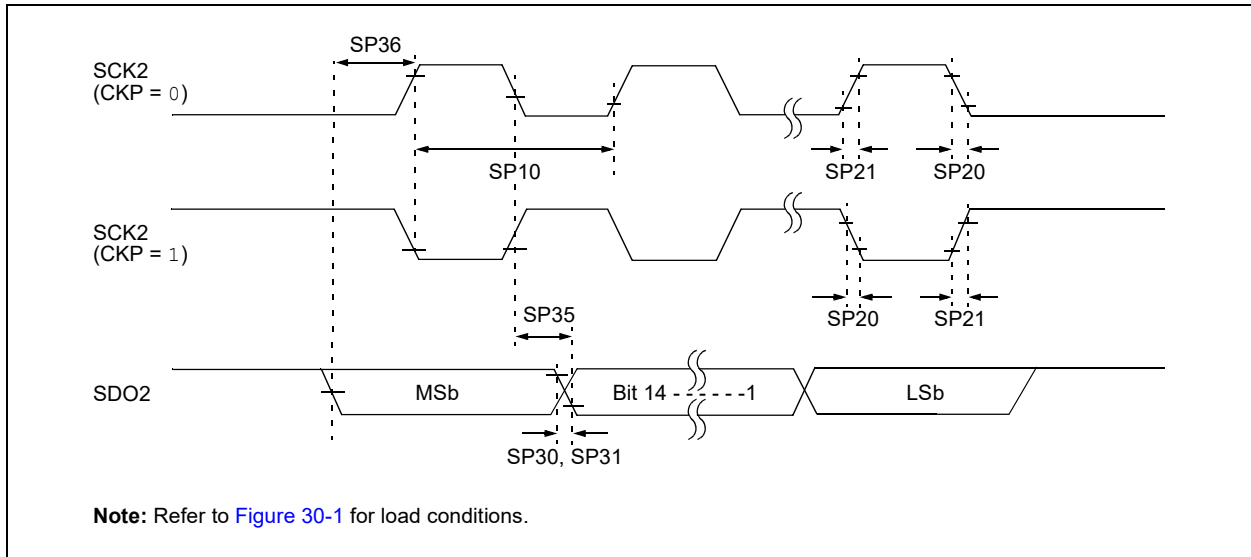 SP36
SCK2
(CKP = 0)
SP10
SP21
SP20
SCK2
(CKP = 1)
SP35
SP20
SP21
SDO2
MSb
Bit 14 - - - - - -1
LSb
SP30, SP31
Note: Refer to Figure 30-1 for load conditions.